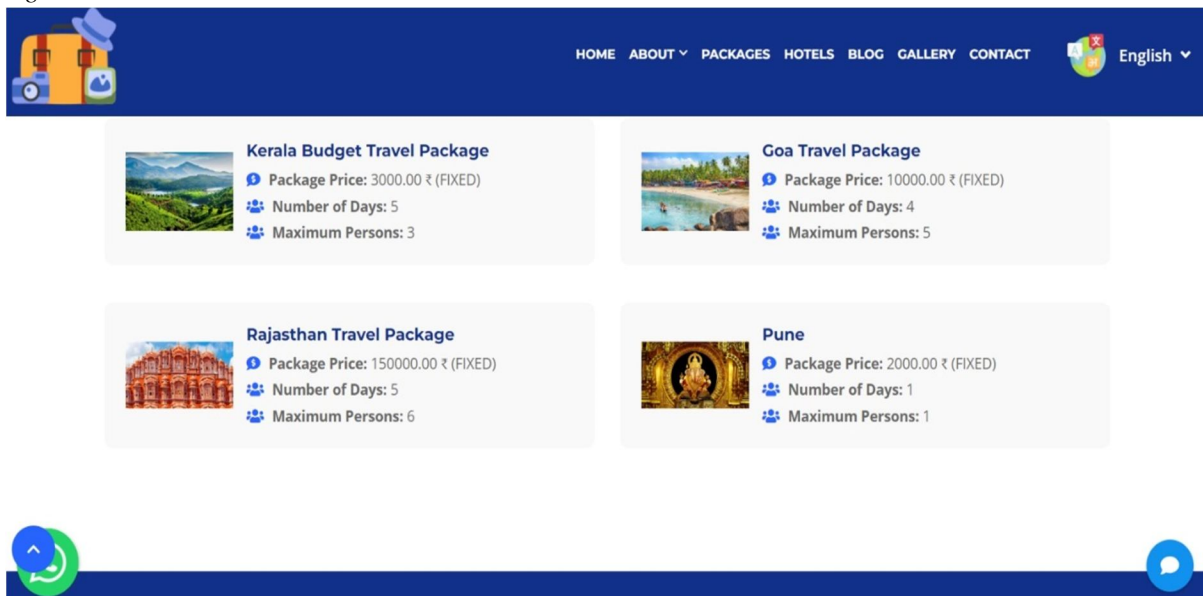 HOME ABOUT PACKAGES HOTELS BLOG GALLERY CONTACT English
Kerala Budget Travel Package
Package Price: 3000.00 ₹ (FIXED)
Number of Days: 5
Maximum Persons: 3
Goa Travel Package
Package Price: 10000.00 ₹ (FIXED)
Number of Days: 4
Maximum Persons: 5
Rajasthan Travel Package
Package Price: 150000.00 ₹ (FIXED)
Number of Days: 5
Maximum Persons: 6
Pune
Package Price: 2000.00 ₹ (FIXED)
Number of Days: 1
Maximum Persons: 1